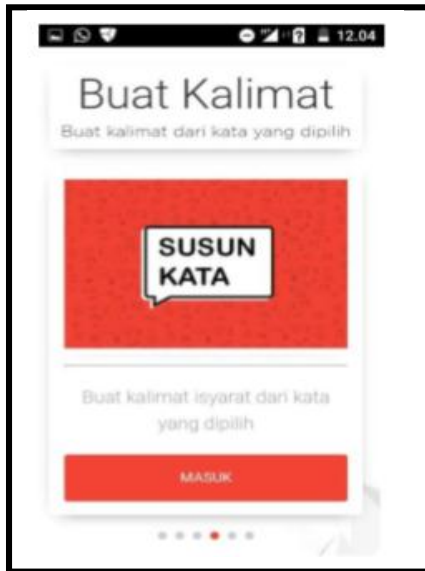 12.04
Buat Kalimat
Buat kalimat dari kata yang dipilih
SUSUN
KATA
Buat kalimat isyarat dari kata
yang dipilih
MASUK